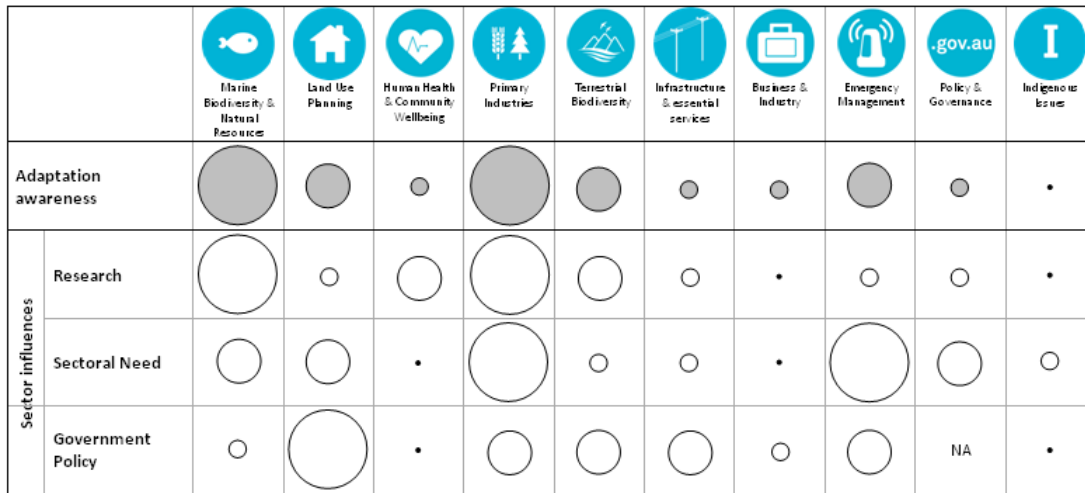 .gov.au
I
Marine
Biodiversity &
Natural
Resources
Land Use
Planning
Human Health
& Community
Wellbeing
Primary
Industries
Terrestrial
Biodiversity
Infrastructure
& essential
services
Business &
Industry
Emergency
Management
Policy &
Governance
Indigenous
Issues
Adaptation
awareness
Sector influences
Research
Sectoral Need
Government
Policy
NA